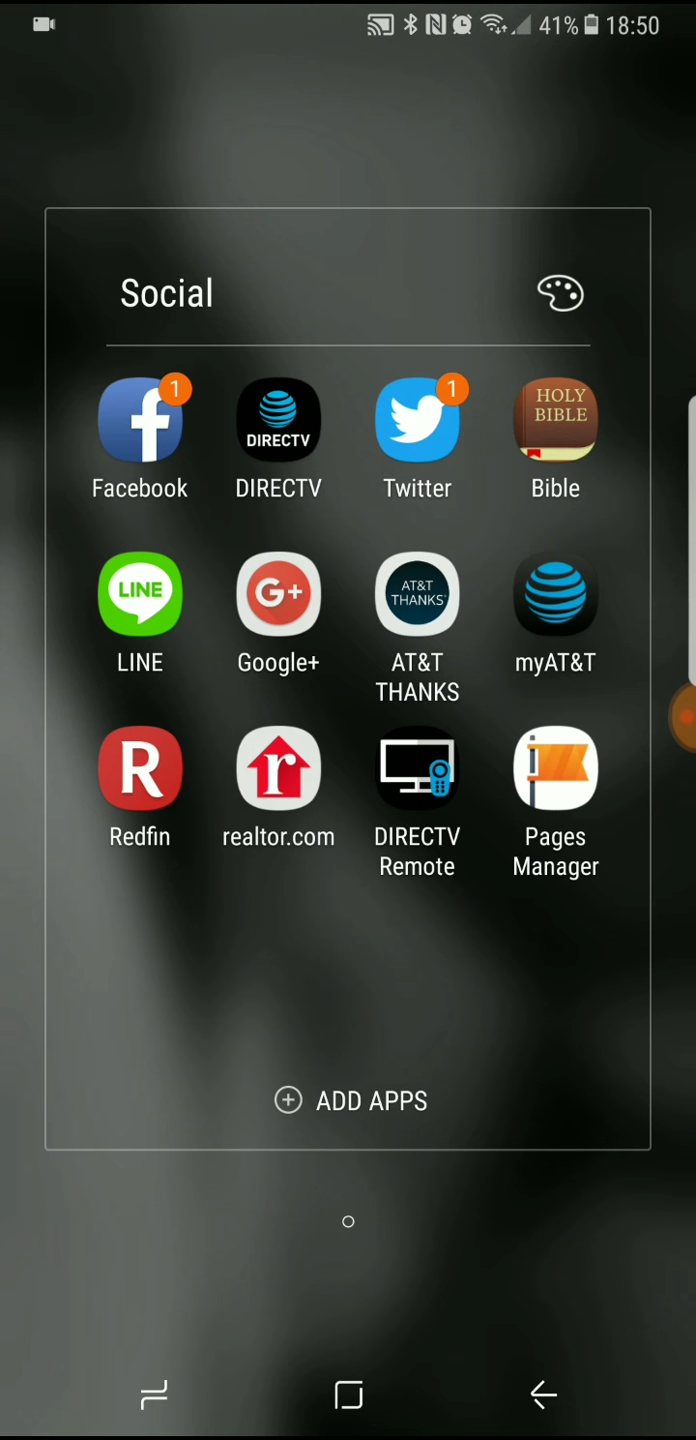 41% 18:50
Social
1 1
DIRECTV
HOLY
BIBLE
Facebook DIRECTV Twitter Bible
LINE
G+
AT&T
THANKS
LINE Google+ AT&T
THANKS myAT&T
R
r
Redfin realtor.com DIRECTV
Remote Pages
Manager
ADD APPS